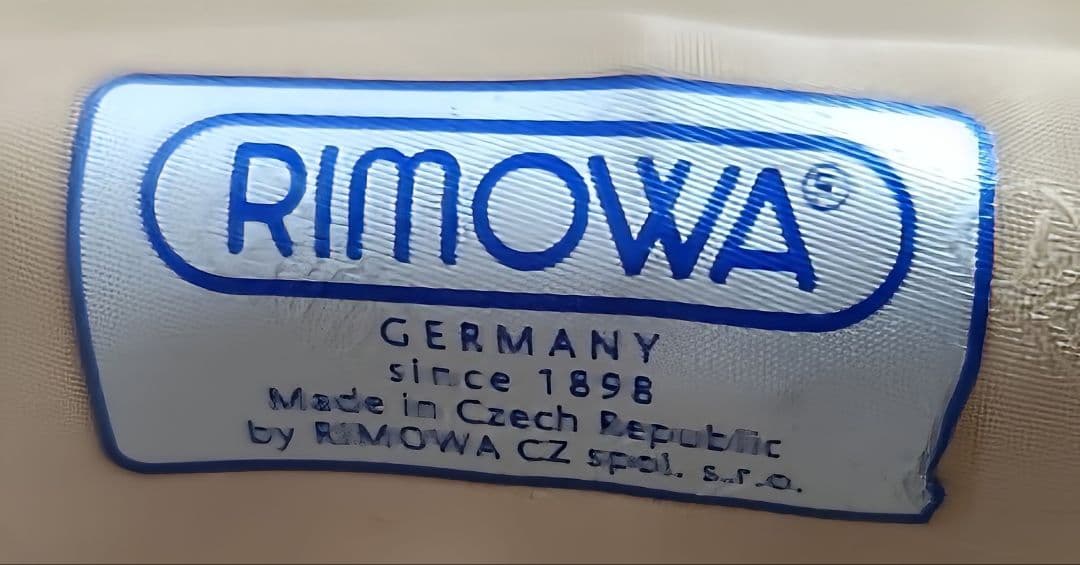 RIMOWA®
GERMANY
since 1898
Made in Czech Republic
by RIMOWA CZ spol. s.r.o.